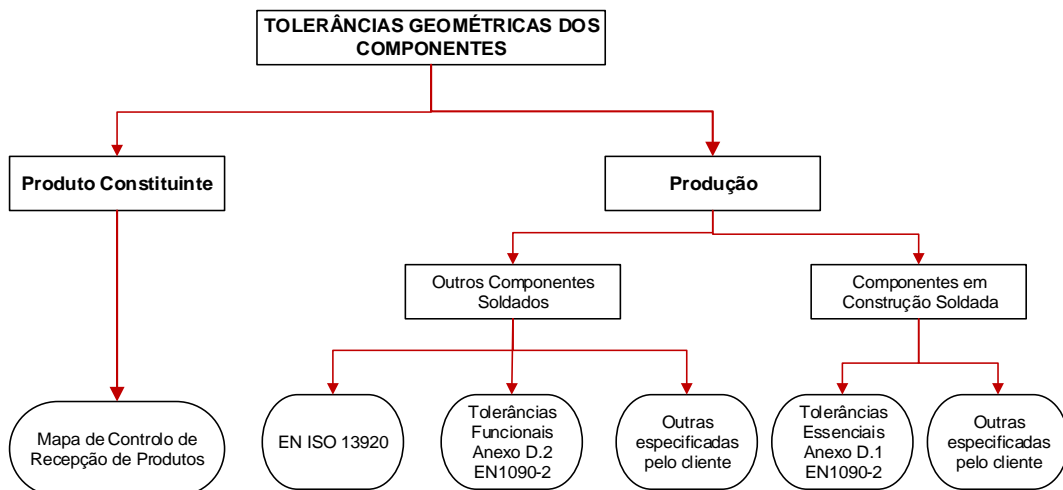 TOLERÂNCIAS GEOMÉTRICAS DOS
COMPONENTES
Produto Constituinte
Produção
Outros Componentes
Soldados
Componentes em
Construção Soldada
Mapa de Controlo de
Recepção de Produtos
EN ISO 13920
Tolerâncias
Funcionais
Anexo D.2
EN1090-2
Outras
especificadas
pelo cliente
Tolerâncias
Essenciais
Anexo D.1
EN1090-2
Outras
especificadas
pelo cliente